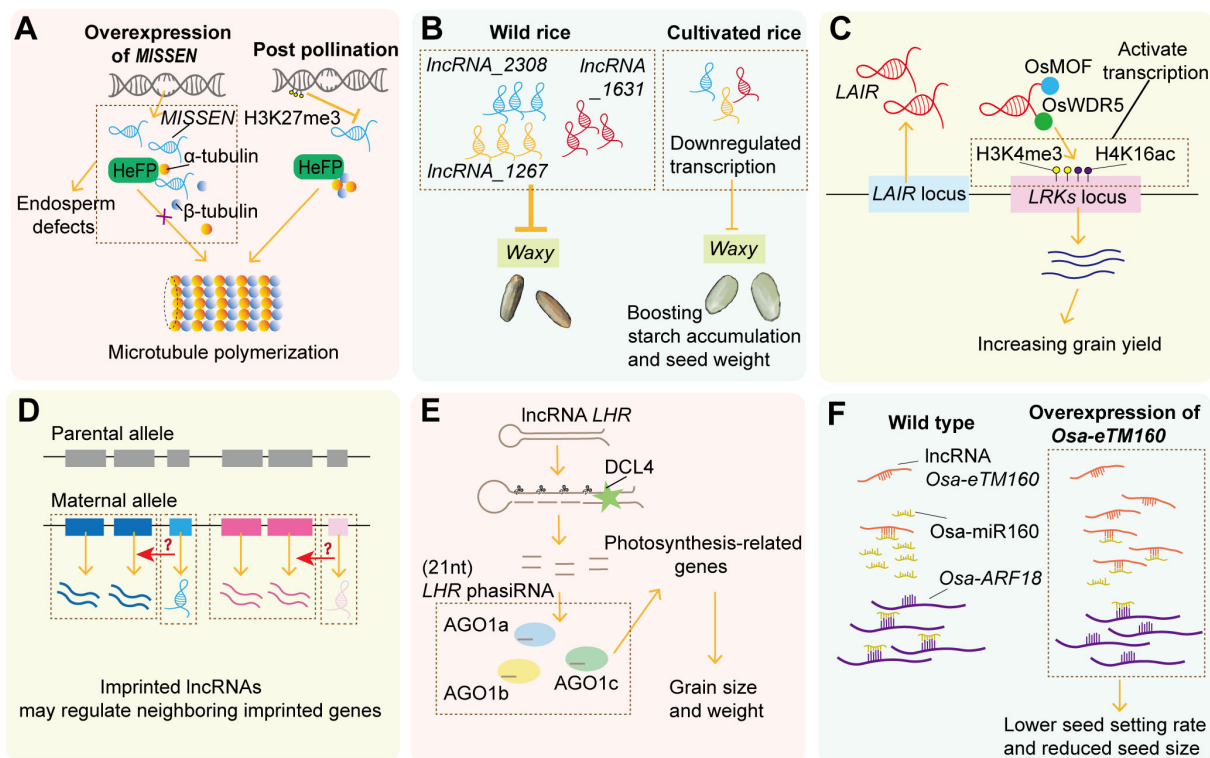 A
Overexpression
of MISSEN
Post pollination
MISSEN
H3K27me3
α-tubulin
HeFP
HeFP
β-tubulin
Endosperm
defects
Microtubule polymerization
B
Wild rice
Cultivated rice
lncRNA_2308
lncRNA
_1631
lncRNA_1267
Downregulated
transcription
Waxy
Waxy
Boosting
starch accumulation
and seed weight
C
Activate
transcription
LAIR
OsMOF
OsWDR5
H3K4me3
H4K16ac
LAIR locus
LRKs locus
Increasing grain yield
D
Parental allele
Maternal allele
?
?
Imprinted lncRNAs
may regulate neighboring imprinted genes
E
lncRNA LHR
DCL4
(21nt)
LHR phasiRNA
Photosynthesis-related
genes
AGO1a
AGO1b
AGO1c
Grain size
and weight
F
Wild type
Overexpression of
Osa-eTM160
lncRNA
Osa-eTM160
Osa-miR160
Osa-ARF18
Lower seed setting rate
and reduced seed size